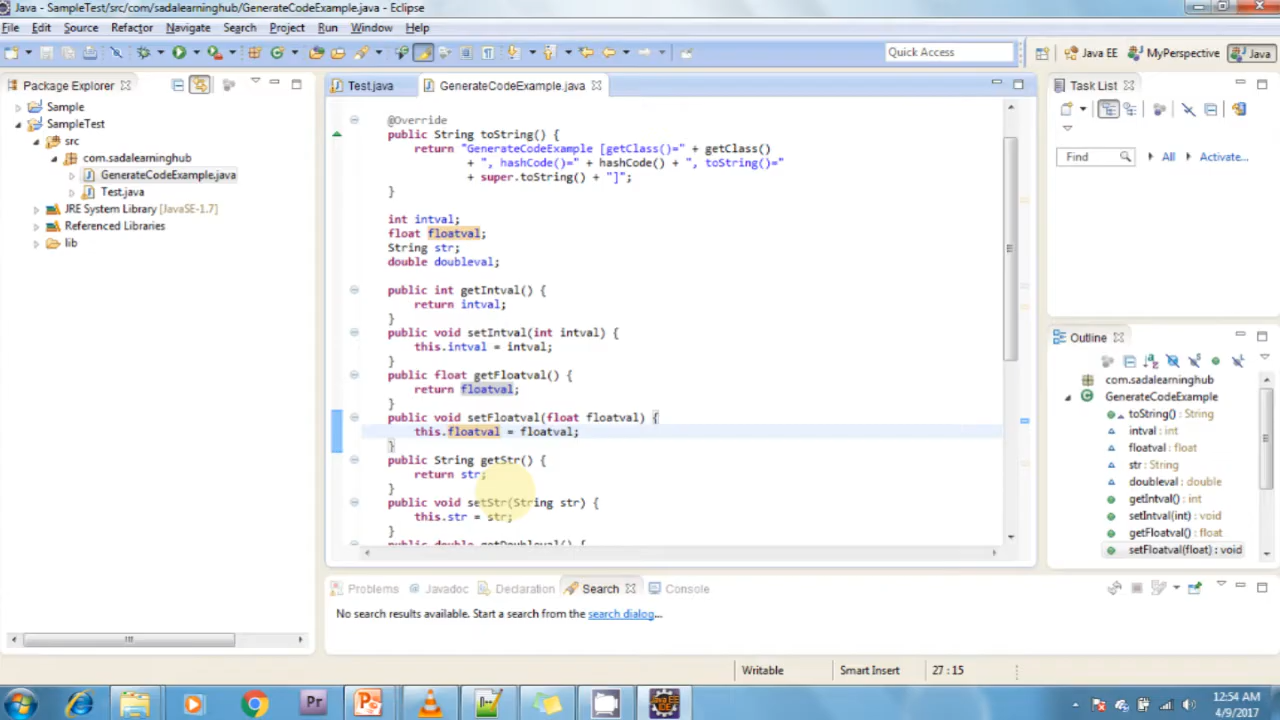 Java - SampleTest/src/com/sadalearninghub/GenerateCodeExample.java - Eclipse
File Edit Source Refactor Navigate Search Project Run Window Help
Quick Access
Java EE
MyPerspective
Java
Package Explorer
Sample
SampleTest
src
com.sadalearninghub
GenerateCodeExample.java
Test.java
JRE System Library [JavaSE-1.7]
Referenced Libraries
lib
Test.java
GenerateCodeExample.java
@Override
public String toString() {
return "GenerateCodeExample [getClass()=" + getClass()
+ ", hashCode()=" + hashCode() + ", toString()="
+ super.toString() + "]";
}
int intval;
float floatval;
String str;
double doubleval;
public int getIntval() {
return intval;
}
public void setIntval(int intval) {
this.intval = intval;
}
public float getFloatval() {
return floatval;
}
public void setFloatval(float floatval) {
this.floatval = floatval;
}
public String getStr() {
return str;
}
public void setStr(String str) {
this.str = str;
}
public double getDoubleval() {
Task List
Find
All
Activate...
Outline
com.sadalearninghub
GenerateCodeExample
toString() : String
intval : int
floatval : float
str : String
doubleval : double
getIntval() : int
setIntval(int) : void
getFloatval() : float
setFloatval(float) : void
Problems
Javadoc
Declaration
Search
Console
No search results available. Start a search from the search dialog...
Writable
Smart Insert
27 : 15
12:54 AM
4/9/2017